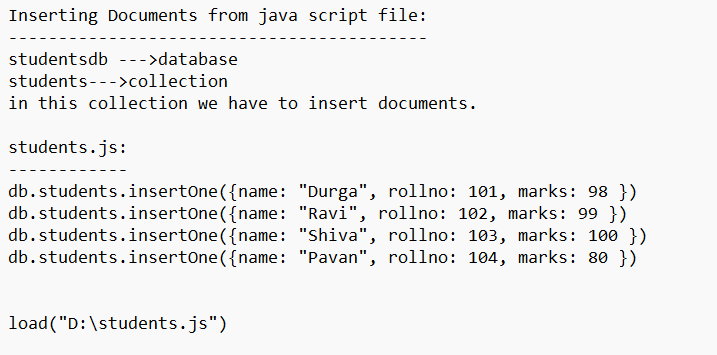 Inserting Documents from java script file:
------------------------------------------
studentsdb --->database
students--->collection
in this collection we have to insert documents.
students.js:
------------
db.students.insertOne({name: "Durga", rollno: 101, marks: 98 })
db.students.insertOne({name: "Ravi", rollno: 102, marks: 99 })
db.students.insertOne({name: "Shiva", rollno: 103, marks: 100 })
db.students.insertOne({name: "Pavan", rollno: 104, marks: 80 })
load("D:\students.js")